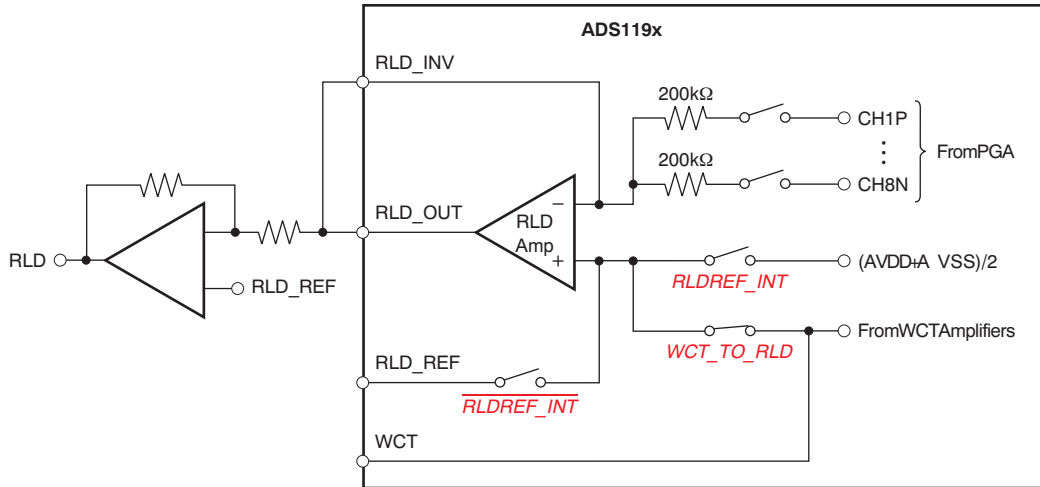 ADS119x
RLD_INV
200kΩ
CH1P
FromPGA
200kΩ
CH8N
RLD_OUT
−
RLD
Amp
+
RLD
RLD_REF
(AVDD+A VSS)/2
RLDREF_INT
FromWCTAmplifiers
WCT_TO_RLD
RLD_REF
RLDREF_INT
WCT